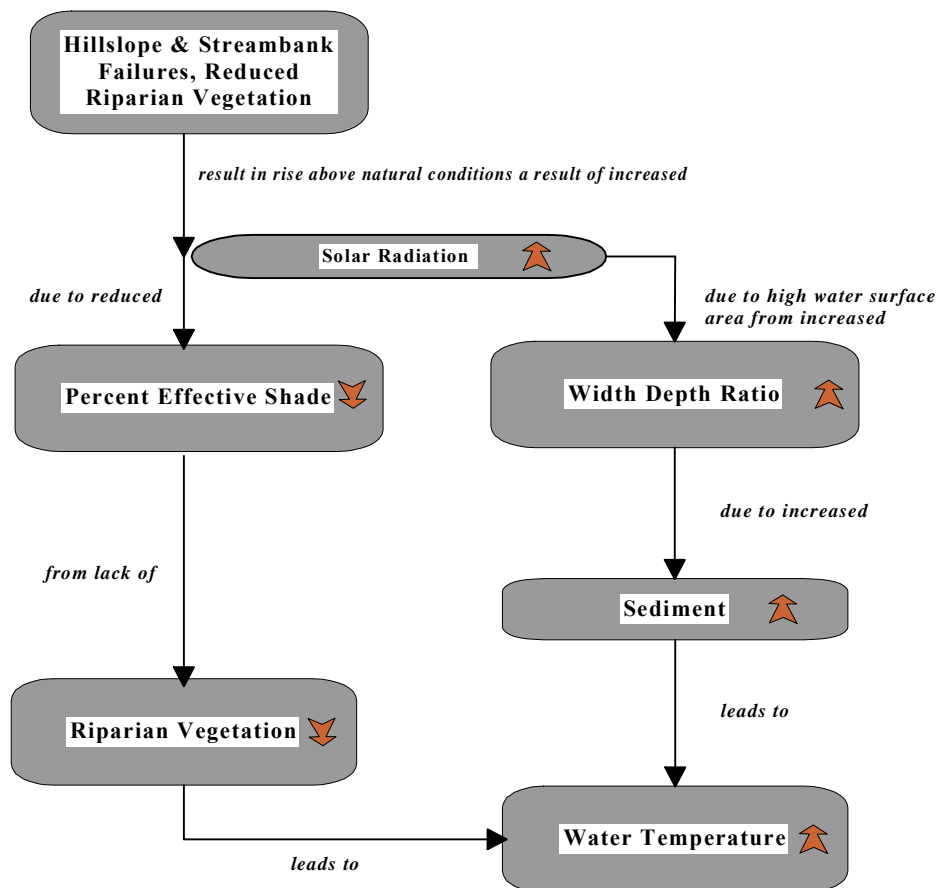 Hillslope & Streambank
Failures, Reduced
Riparian Vegetation
result in rise above natural conditions a result of increased
Solar Radiation
due to reduced
due to high water surface
area from increased
Percent Effective Shade
Width Depth Ratio
due to increased
from lack of
Sediment
Riparian Vegetation
leads to
Water Temperature
leads to